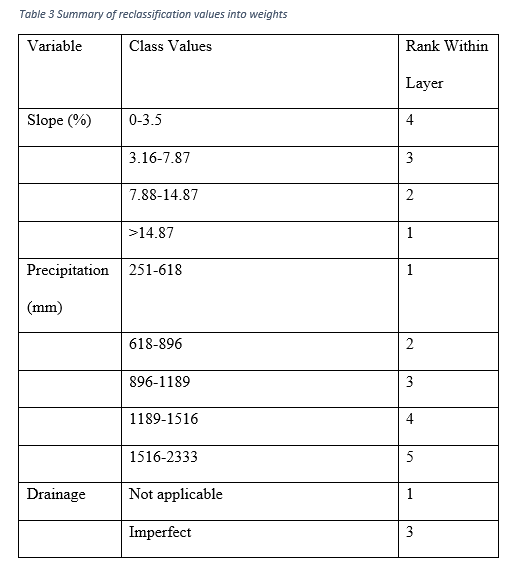 Table 3 Summary of reclassification values into weights
Variable Class Values Rank Within
Layer
Slope (%) 0-3.5 4
3.16-7.87 3
7.88-14.87 2
>14.87 1
Precipitation 251-618 1
(mm)
618-896 2
896-1189 3
1189-1516 4
1516-2333 5
Drainage Not applicable 1
Imperfect 3